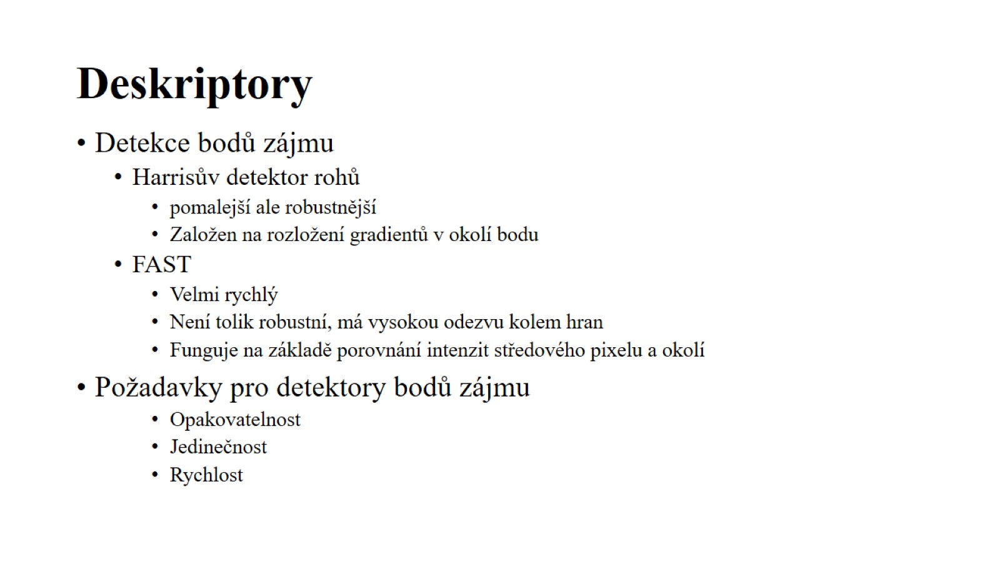 Deskriptory
• Detekce bodů zájmu
• Harrisův detektor rohů
• pomalejší ale robustnější
• Založen na rozložení gradientů v okolí bodu
• FAST
• Velmi rychlý
• Není tolik robustní, má vysokou odezvu kolem hran
• Funguje na základě porovnání intenzit středového pixelu a okolí
• Požadavky pro detektory bodů zájmu
• Opakovatelnost
• Jedinečnost
• Rychlost